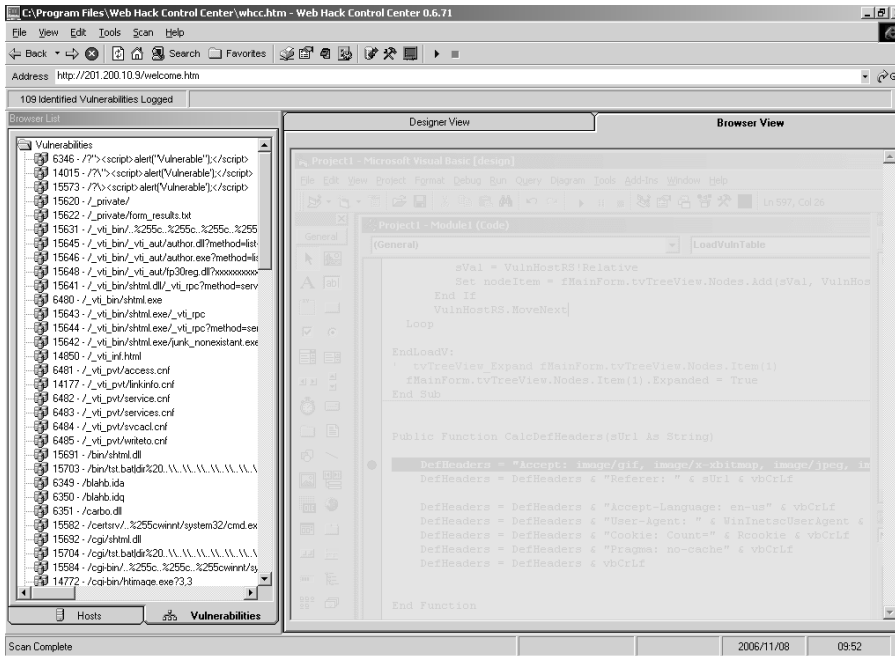 C:\Program Files\Web Hack Control Center\whcc.htm - Web Hack Control Center 0.6.71
File View Edit Tools Scan Help
Back Search Favorites
Address http://201.200.10.9/welcome.htm
109 Identified Vulnerabilities Logged
Browser List
Designer View
Browser View
Vulnerabilities
6346 - /?"><script>alert("Vulnerable");</script>
14015 - /?\"><script>alert('Vulnerable');</script>
15573 - /?\><script>alert('Vulnerable');</script>
15620 - /_private/
15622 - /_private/form_results.txt
15631 - /_vti_bin/..%255c..%255c..%255c..%255
15645 - /_vti_bin/_vti_aut/author.dll?method=list
15646 - /_vti_bin/_vti_aut/author.exe?method=lis
15648 - /_vti_bin/_vti_aut/fp30reg.dll?xxxxxxxxx
15641 - /_vti_bin/shtml.dll/_vti_rpc?method=serv
6480 - /_vti_bin/shtml.exe
15643 - /_vti_bin/shtml.exe/_vti_rpc
15644 - /_vti_bin/shtml.exe/_vti_rpc?method=ser
15642 - /_vti_bin/shtml.exe/junk_nonexistant.exe
14850 - /_vti_inf.html
6481 - /_vti_pvt/access.cnf
14177 - /_vti_pvt/linkinfo.cnf
6482 - /_vti_pvt/service.cnf
6483 - /_vti_pvt/services.cnf
6484 - /_vti_pvt/svcacl.cnf
6485 - /_vti_pvt/writeto.cnf
15691 - /bin/shtml.dll
15703 - /bin/tst.bat|dir%20..\\..\\..\\..\\..\\..\
6349 - /blahb.ida
6350 - /blahb.idq
6351 - /carbo.dll
15582 - /certsrv/..%255cwinnt/system32/cmd.ex
15692 - /cgi/shtml.dll
15704 - /cgi/tst.bat|dir%20..\\..\\..\\..\\..\\..\
15584 - /cgi-bin/..%255c..%255c..%255cwinnt/sy
14772 - /cgi-bin/htimage.exe?3,3
Hosts
Vulnerabilities
Project1 - Microsoft Visual Basic [design]
File Edit View Project Format Debug Run Query Diagram Tools Add-Ins Window Help
Ln 597, Col 26
Project1 - Module1 (Code)
General
(General)
LoadVulnTable
sVal = VulnHostRS!Relative
Set nodeItem = fMainForm.tvTreeView.Nodes.Add(sVal, VulnHos
End If
VulnHostRS.MoveNext
Loop
EndLoadV:
' tvTreeView_Expand fMainForm.tvTreeView.Nodes.Item(1)
fMainForm.tvTreeView.Nodes.Item(1).Expanded = True
End Sub
Public Function CalcDefHeaders(sUrl As String)
DefHeaders = "Accept: image/gif, image/x-xbitmap, image/jpeg, im
DefHeaders = DefHeaders & "Referer: " & sUrl & vbCrLf
DefHeaders = DefHeaders & "Accept-Language: en-us" & vbCrLf
DefHeaders = DefHeaders & "User-Agent: " & WinInetscUserAgent &
DefHeaders = DefHeaders & "Cookie: Count=" & Rcookie & vbCrLf
DefHeaders = DefHeaders & "Pragma: no-cache" & vbCrLf
DefHeaders = DefHeaders & vbCrLf
End Function
Scan Complete
2006/11/08
09:52